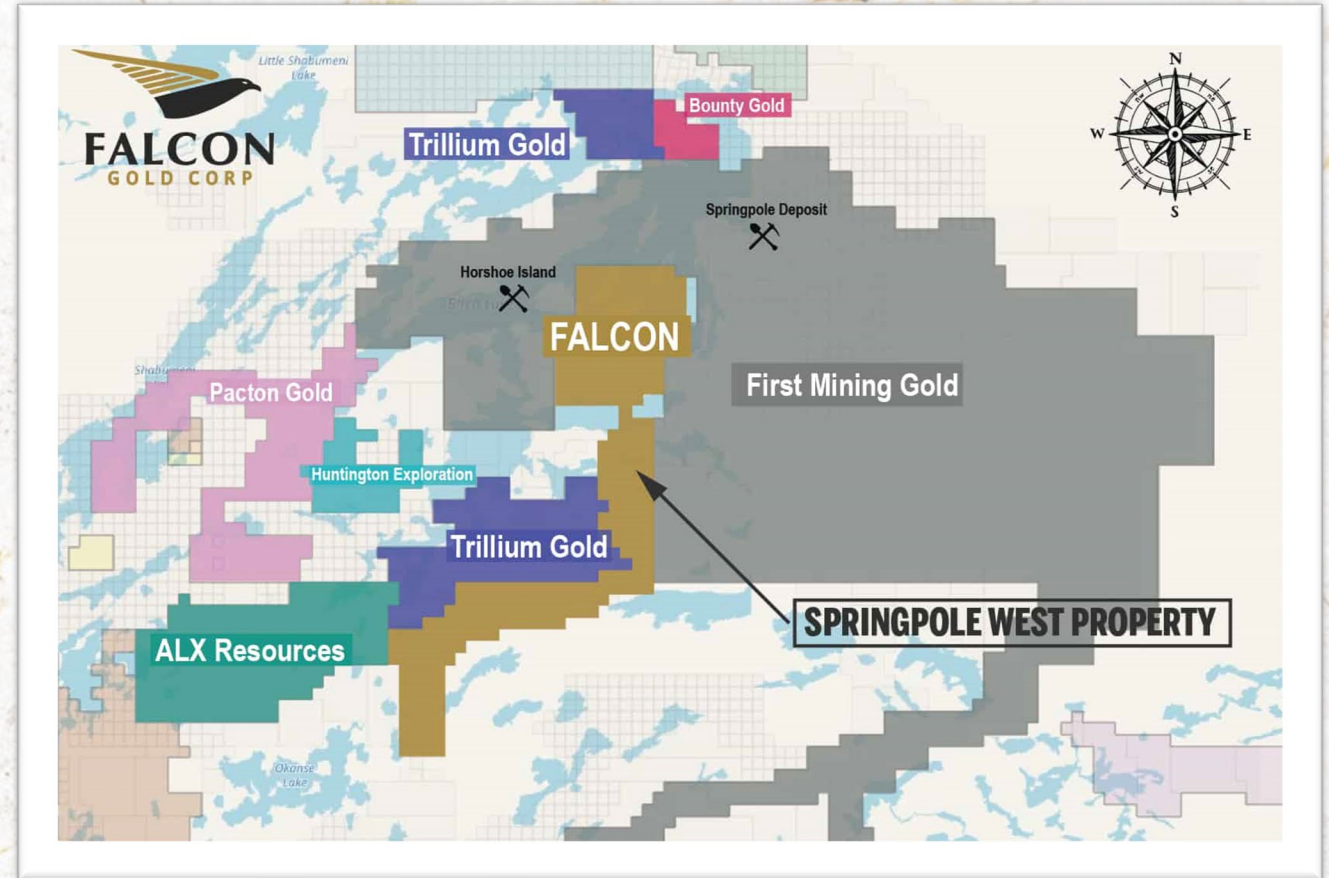 Little Shabumeni
Lake
FALCON
GOLD CORP
Trillium Gold
Bounty Gold
N
W
E
S
Springpole Deposit
Horshoe Island
FALCON
First Mining Gold
Pacton Gold
Huntington Exploration
Trillium Gold
SPRINGPOLE WEST PROPERTY
ALX Resources
Okanse
Lake